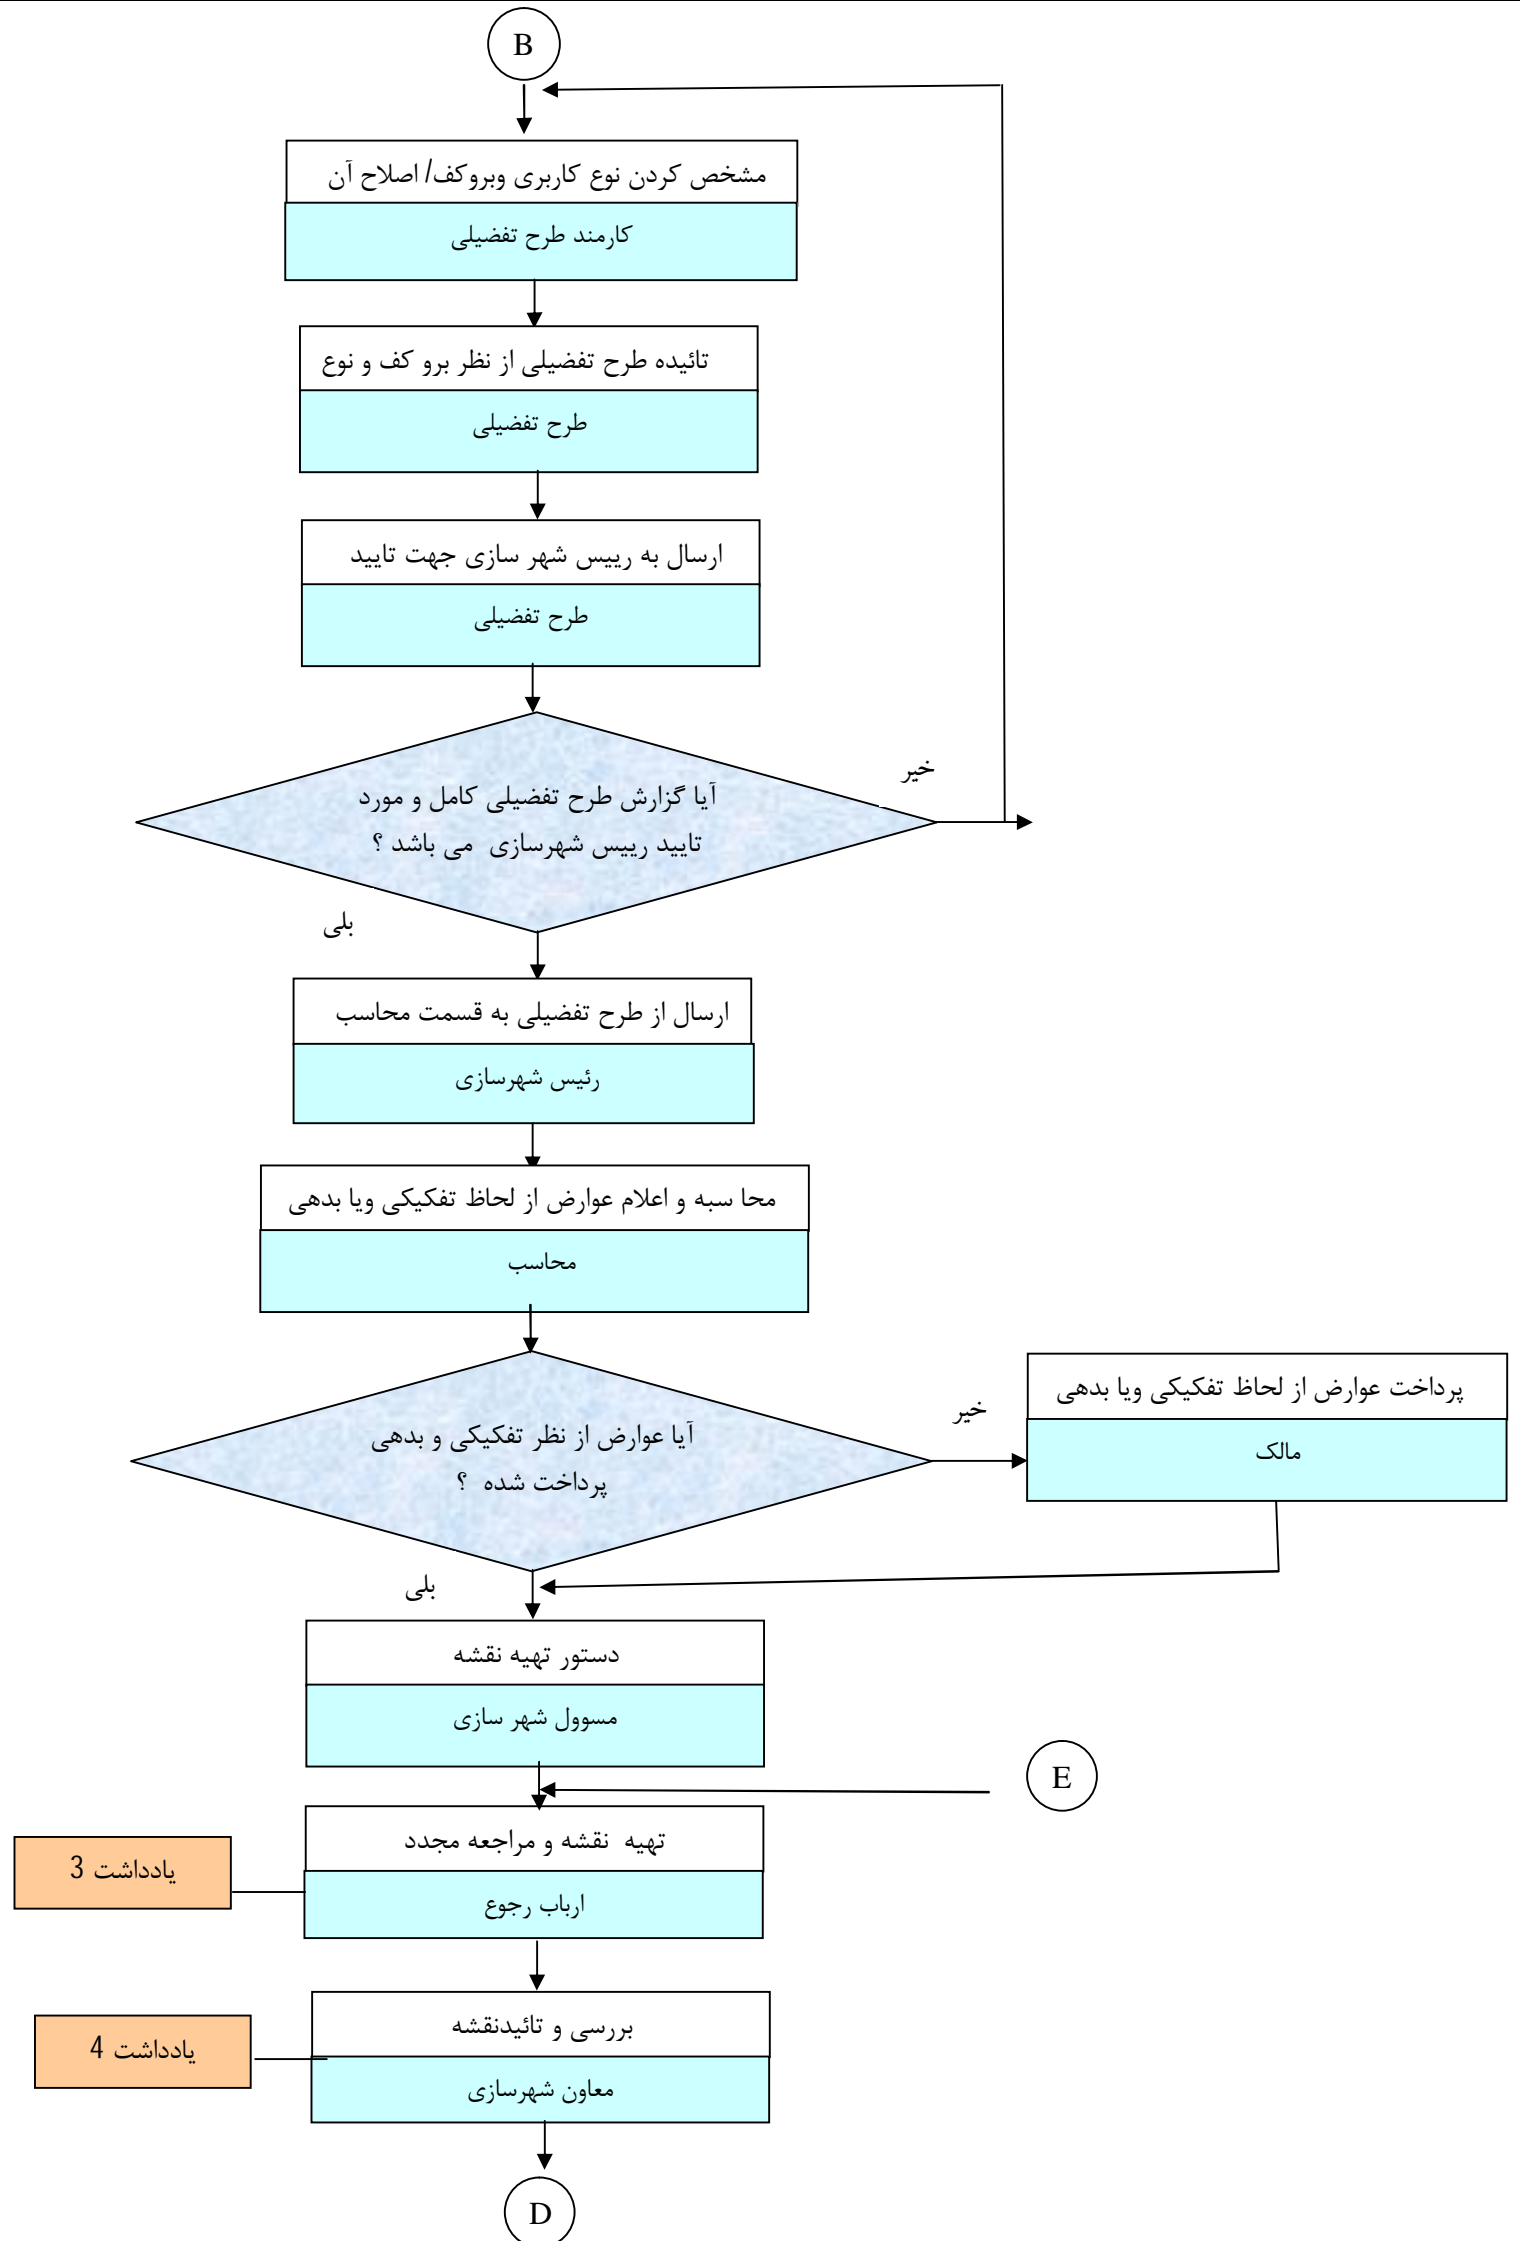 B
مشخص کردن نوع کاربری وبروکف/ اصلاح آن
کارمند طرح تفضیلی
تائیده طرح تفضیلی از نظر برو کف و نوع
طرح تفضیلی
ارسال به رییس شهر سازی جهت تایید
طرح تفضیلی
خیر
آیا گزارش طرح تفضیلی کامل و مورد
تایید رییس شهرسازی می باشد ؟
بلی
ارسال از طرح تفضیلی به قسمت محاسب
رئیس شهرسازی
محا سبه و اعلام عوارض از لحاظ تفکیکی ویا بدهی
محاسب
پرداخت عوارض از لحاظ تفکیکی ویا بدهی
مالک
خیر
آیا عوارض از نظر تفکیکی و بدهی
پرداخت شده ؟
بلی
دستور تهیه نقشه
مسوول شهر سازی
E
تهیه نقشه و مراجعه مجدد
ارباب رجوع
یادداشت 3
بررسی و تائیدنقشه
معاون شهرسازی
یادداشت 4
D